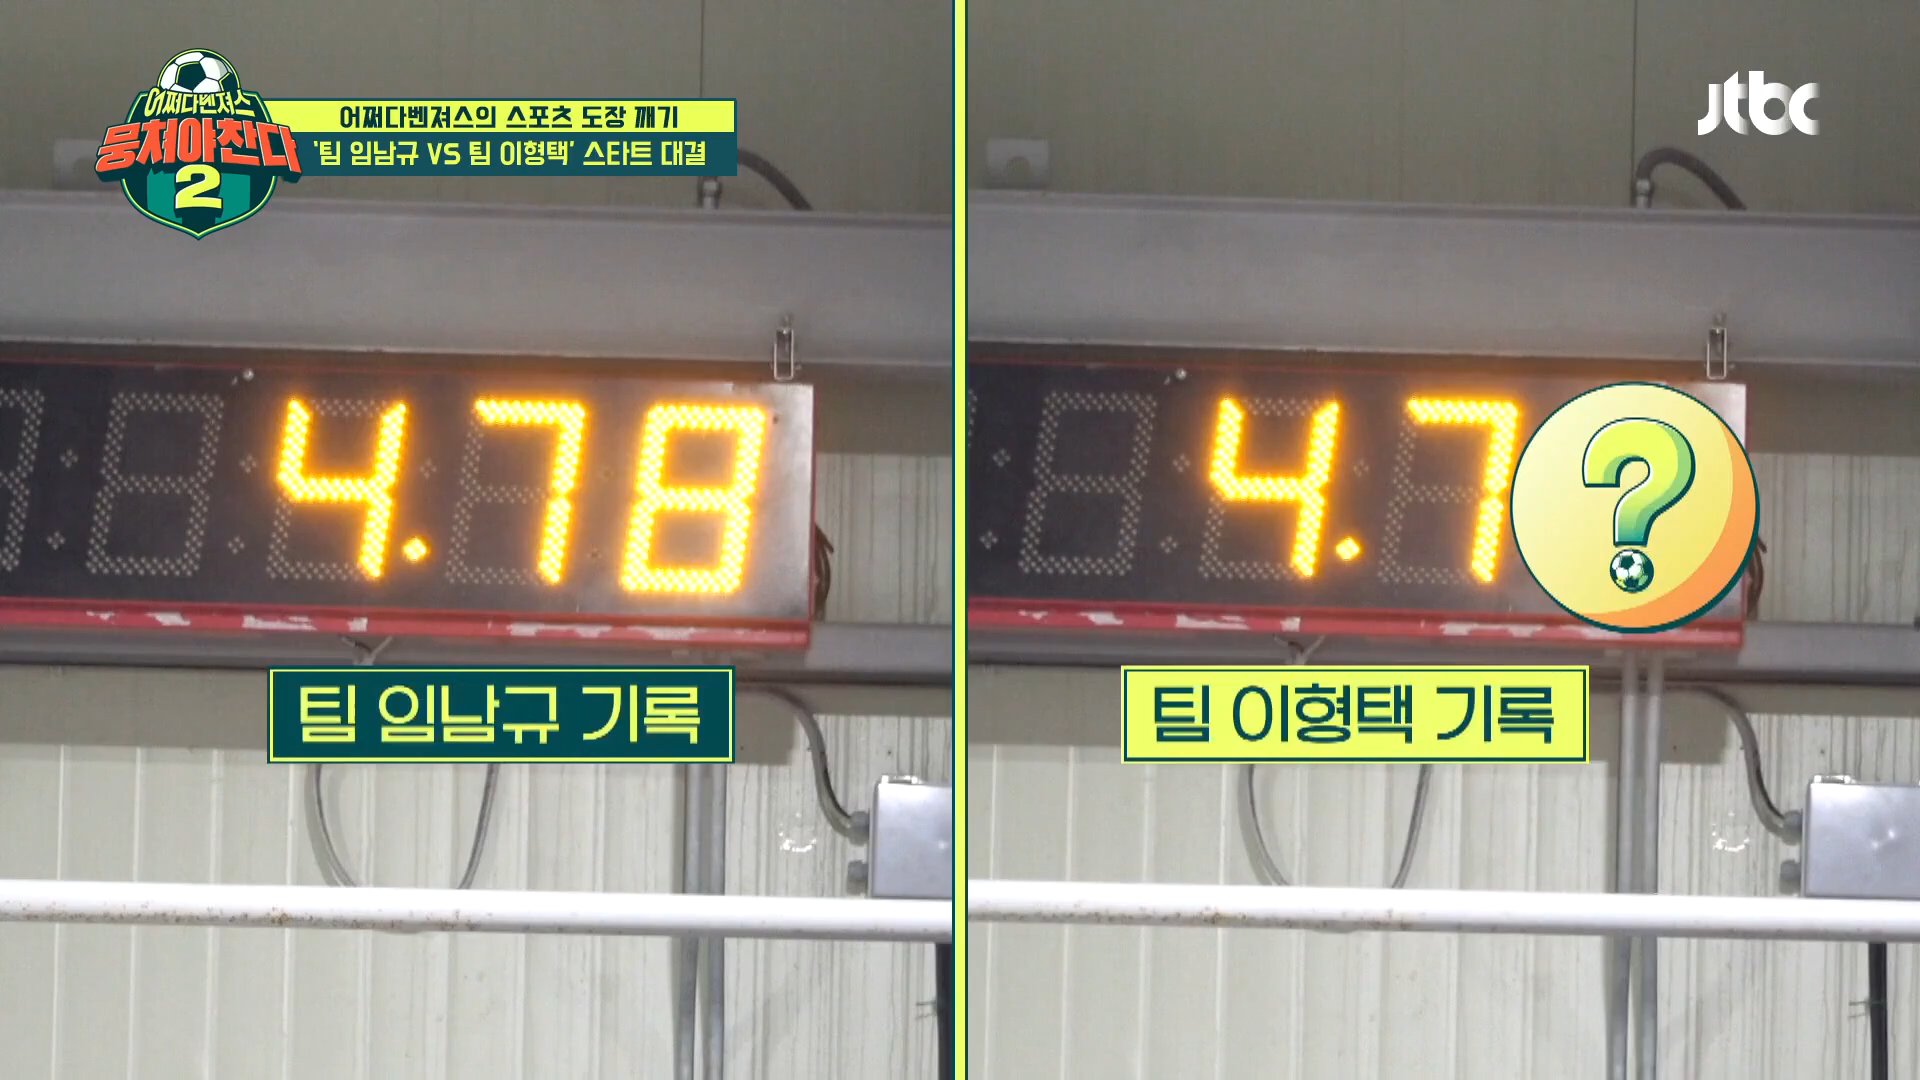 어쩌다벤져스
뭉쳐야찬다
2
어쩌다벤져스의 스포츠 도장 깨기
'팀 임남규 VS 팀 이형택' 스타트 대결
jtbc
4.78
4.7?
팀 임남규 기록
팀 이형택 기록